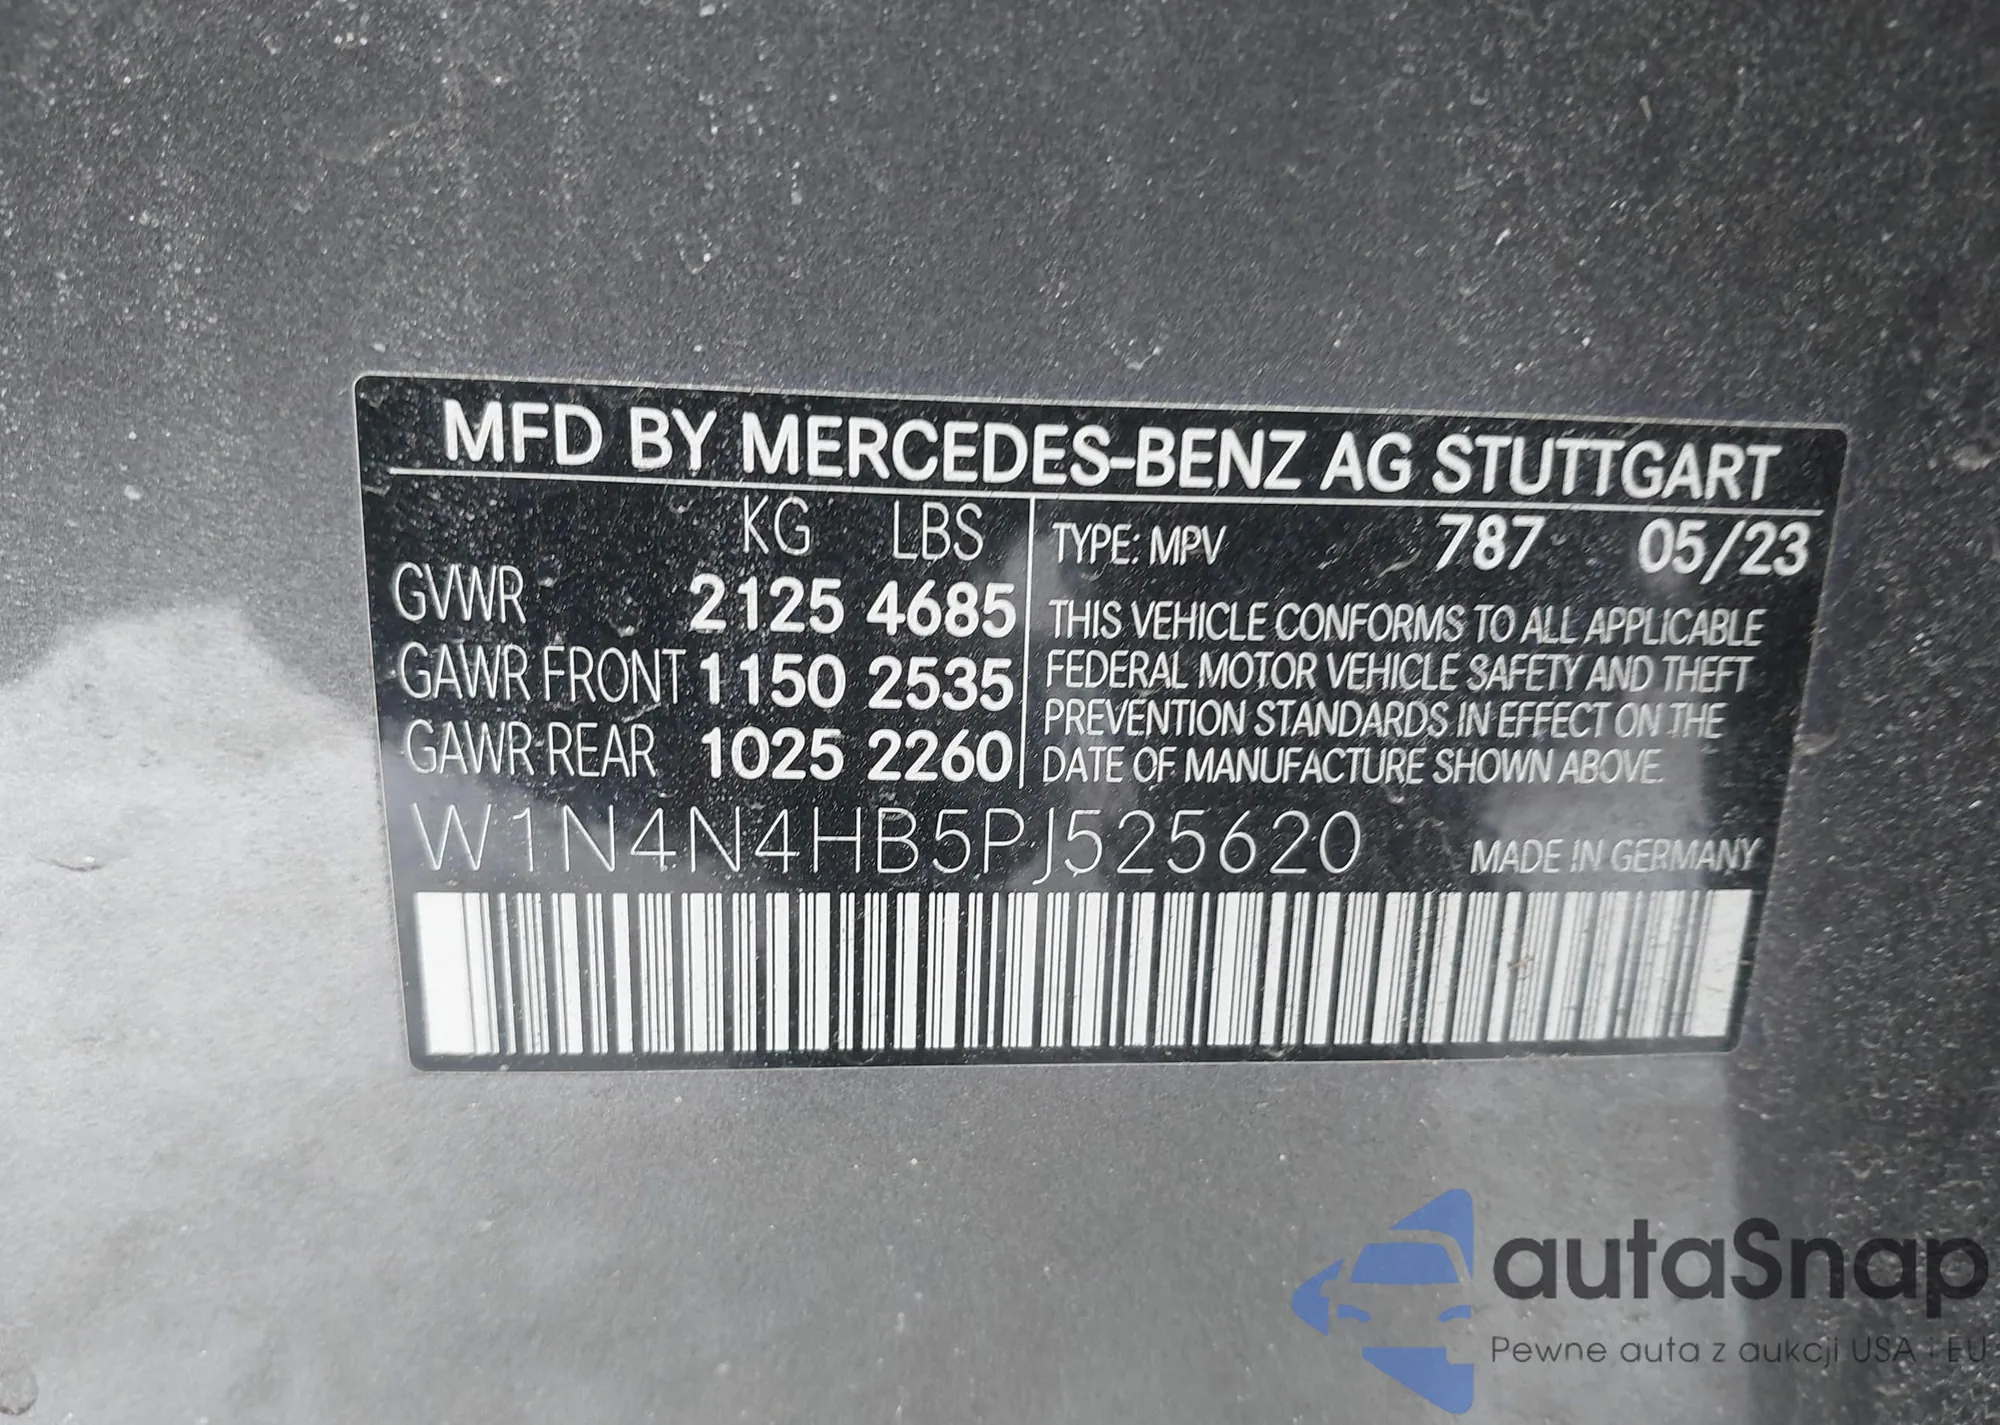 MFD BY MERCEDES-BENZ AG STUTTGART
KG LBS
GVWR 2125 4685
GAWR FRONT 1150 2535
GAWR REAR 1025 2260
TYPE: MPV 787 05/23
THIS VEHICLE CONFORMS TO ALL APPLICABLE
FEDERAL MOTOR VEHICLE SAFETY AND THEFT
PREVENTION STANDARDS IN EFFECT ON THE
DATE OF MANUFACTURE SHOWN ABOVE.
W1N4N4HB5PJ525620
MADE IN GERMANY
autaSnap
Pewne auta z aukcji USA i EU